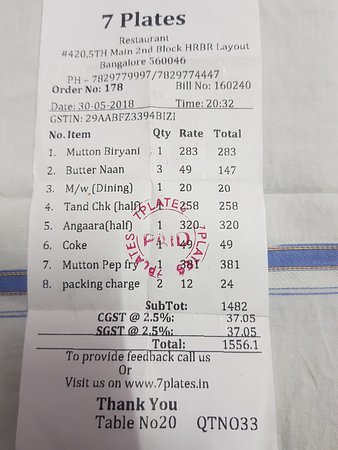 7 Plates
Restaurant
#420,5TH Main 2nd Block HRBR Layout
Bangalore 560046
PH - 7829779997/7829774447
Order No: 178 Bill No: 160240
Date: 30-05-2018 Time: 20:32
GSTIN: 29AABFZ3394BIZI
No. Item Qty Rate Total
1. Mutton Biryani 1 283 283
2. Butter Naan 3 49 147
3. M/w (Dining) 1 20 20
4. Tand Chk (half) 1 258 258
5. Angaara(half) 1 320 320
6. Coke 1 49 49
7. Mutton Pep fry 1 381 381
8. packing charge 2 12 24
SubTot: 1482
CGST @ 2.5%: 37.05
SGST @ 2.5%: 37.05
Total: 1556.1
To provide feedback call us
Or
Visit us on www.7plates.in
Thank You
Table No20 QTNO33
7PLATES
PAID
7PLATES
7PLATES